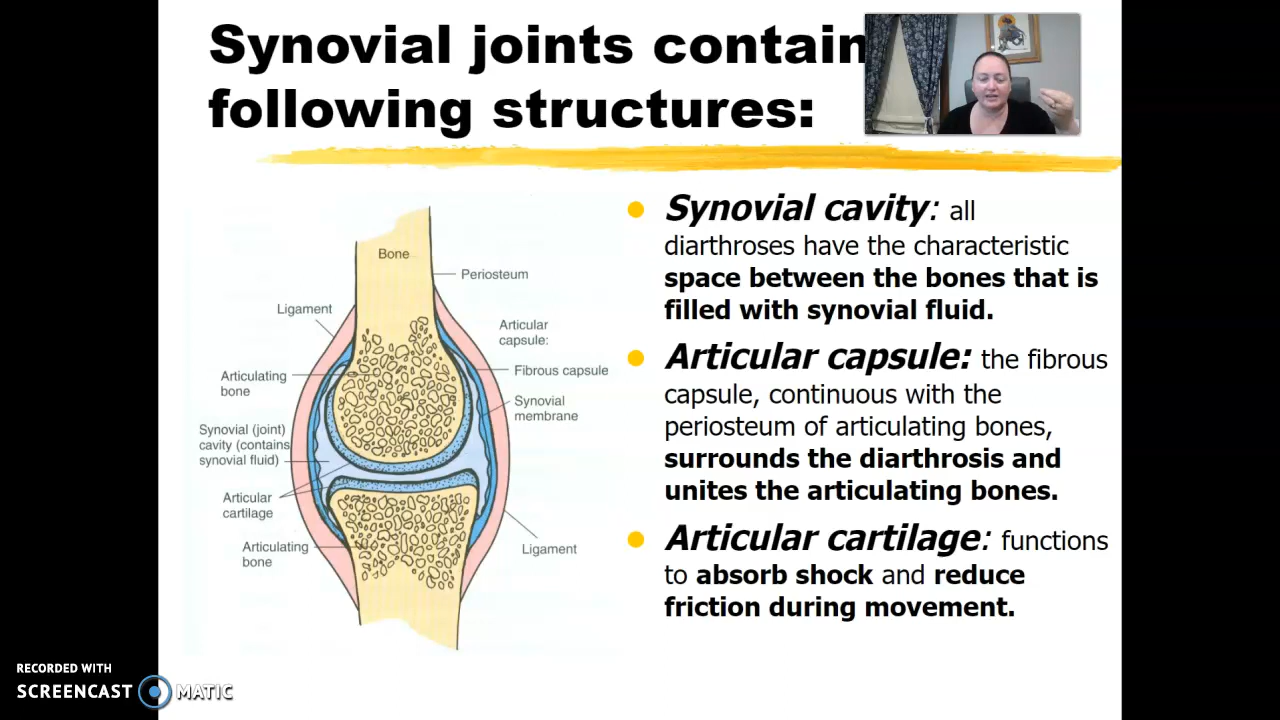 Synovial joints contain
following structures:
Synovial cavity: all
diarthroses have the characteristic
space between the bones that is
filled with synovial fluid.
Articular capsule: the fibrous
capsule, continuous with the
periosteum of articulating bones,
surrounds the diarthrosis and
unites the articulating bones.
Articular cartilage: functions
to absorb shock and reduce
friction during movement.
Bone
Periosteum
Ligament
Articular
capsule:
Fibrous capsule
Articulating
bone
Synovial
membrane
Synovial (joint)
cavity (contains
synovial fluid)
Articular
cartilage
Articulating
bone
Ligament
RECORDED WITH
SCREENCAST MATIC